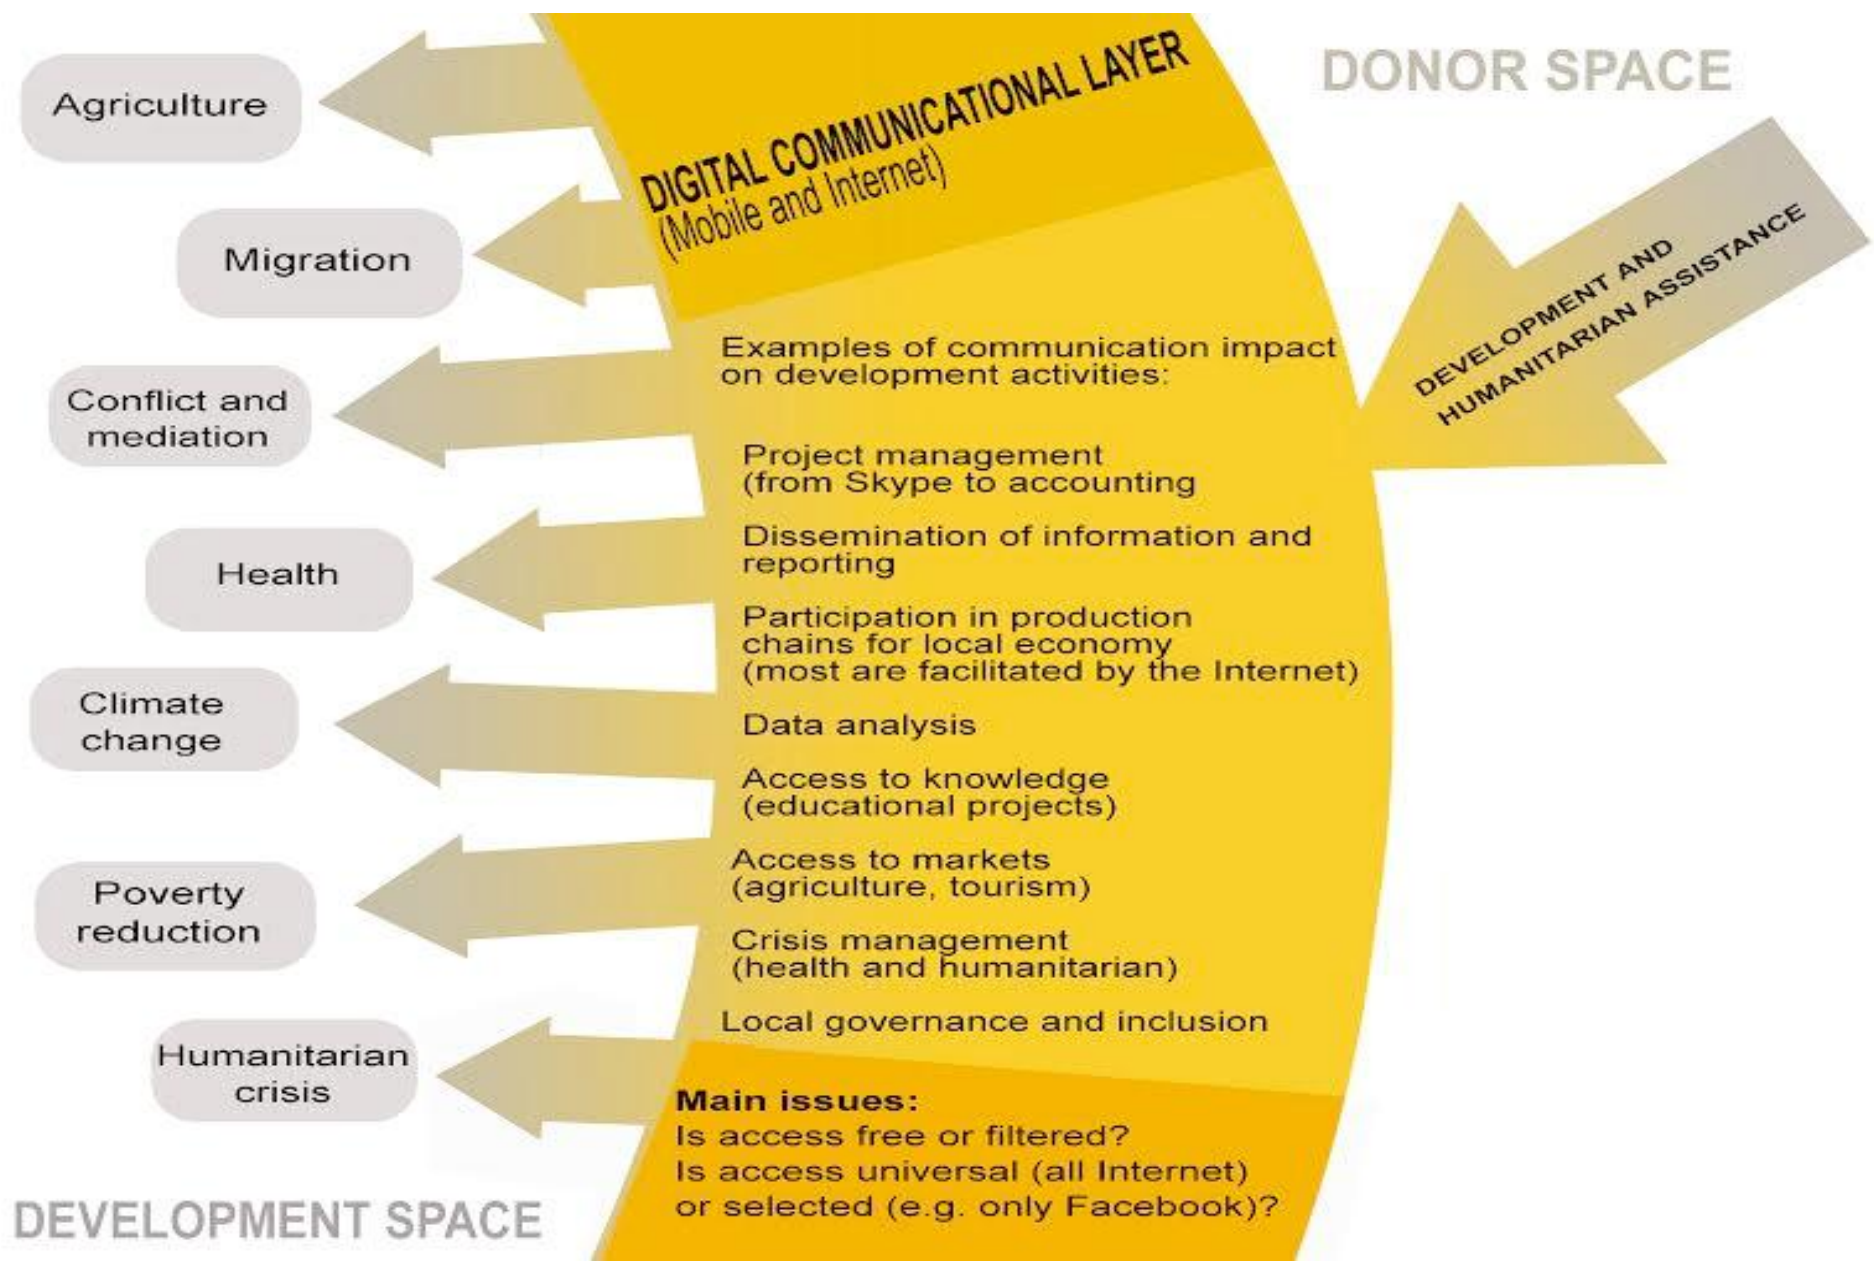 DONOR SPACE
DIGITAL COMMUNICATIONAL LAYER
(Mobile and Internet)
DEVELOPMENT AND
HUMANITARIAN ASSISTANCE
Agriculture
Migration
Conflict and
mediation
Health
Climate
change
Poverty
reduction
Humanitarian
crisis
Examples of communication impact
on development activities:
Project management
(from Skype to accounting
Dissemination of information and
reporting
Participation in production
chains for local economy
(most are facilitated by the Internet)
Data analysis
Access to knowledge
(educational projects)
Access to markets
(agriculture, tourism)
Crisis management
(health and humanitarian)
Local governance and inclusion
Main issues:
Is access free or filtered?
Is access universal (all Internet)
or selected (e.g. only Facebook)?
DEVELOPMENT SPACE